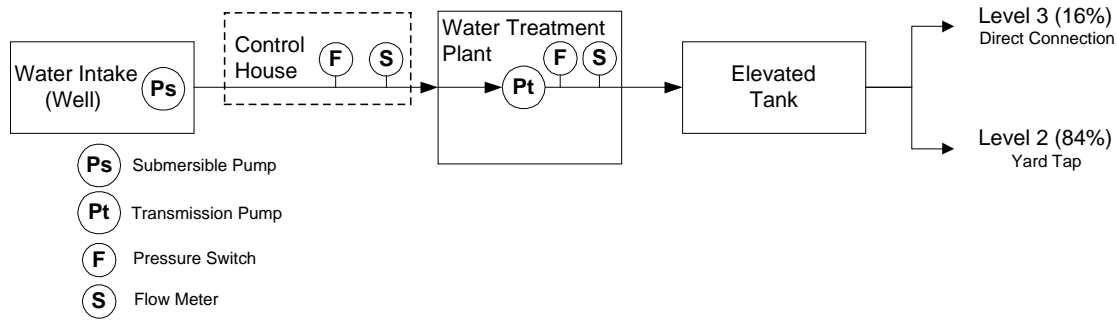 Water Intake
(Well)
Ps
Control
House
F
S
Water Treatment
Plant
Pt
F
S
Elevated
Tank
Level 3 (16%)
Direct Connection
Level 2 (84%)
Yard Tap
Ps Submersible Pump
Pt Transmission Pump
F Pressure Switch
S Flow Meter